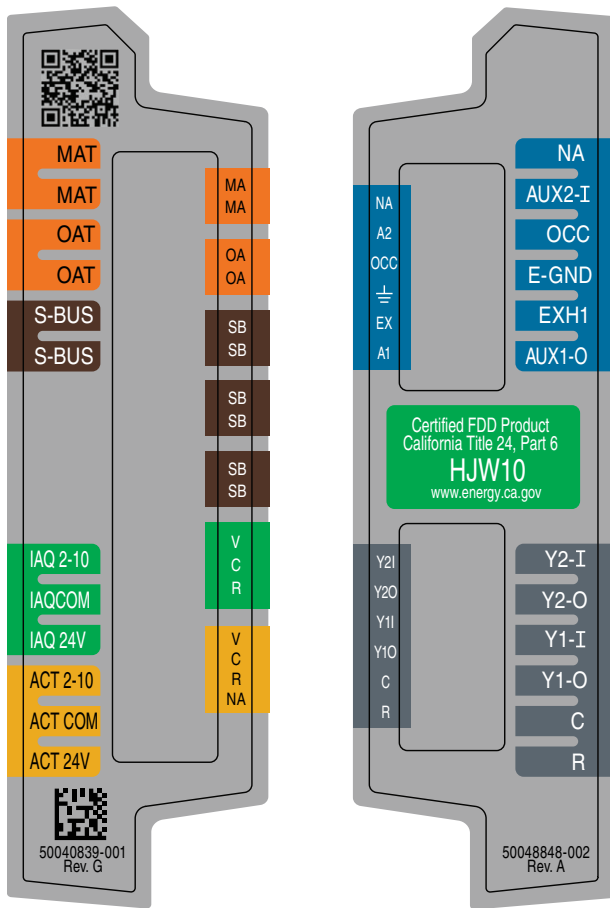 MAT
MAT
OAT
OAT
S-BUS
S-BUS
IAQ 2-10
IAQCOM
IAQ 24V
ACT 2-10
ACT COM
ACT 24V
50040839-001
Rev. G
MA
MA
OA
OA
SB
SB
SB
SB
SB
SB
V
C
R
V
C
R
NA
NA
A2
OCC
EX
A1
Certified FDD Product
California Title 24, Part 6
HJW10
www.energy.ca.gov
Y2I
Y2O
Y1I
Y1O
C
R
NA
AUX2-I
OCC
E-GND
EXH1
AUX1-O
Y2-I
Y2-O
Y1-I
Y1-O
C
R
50048848-002
Rev. A